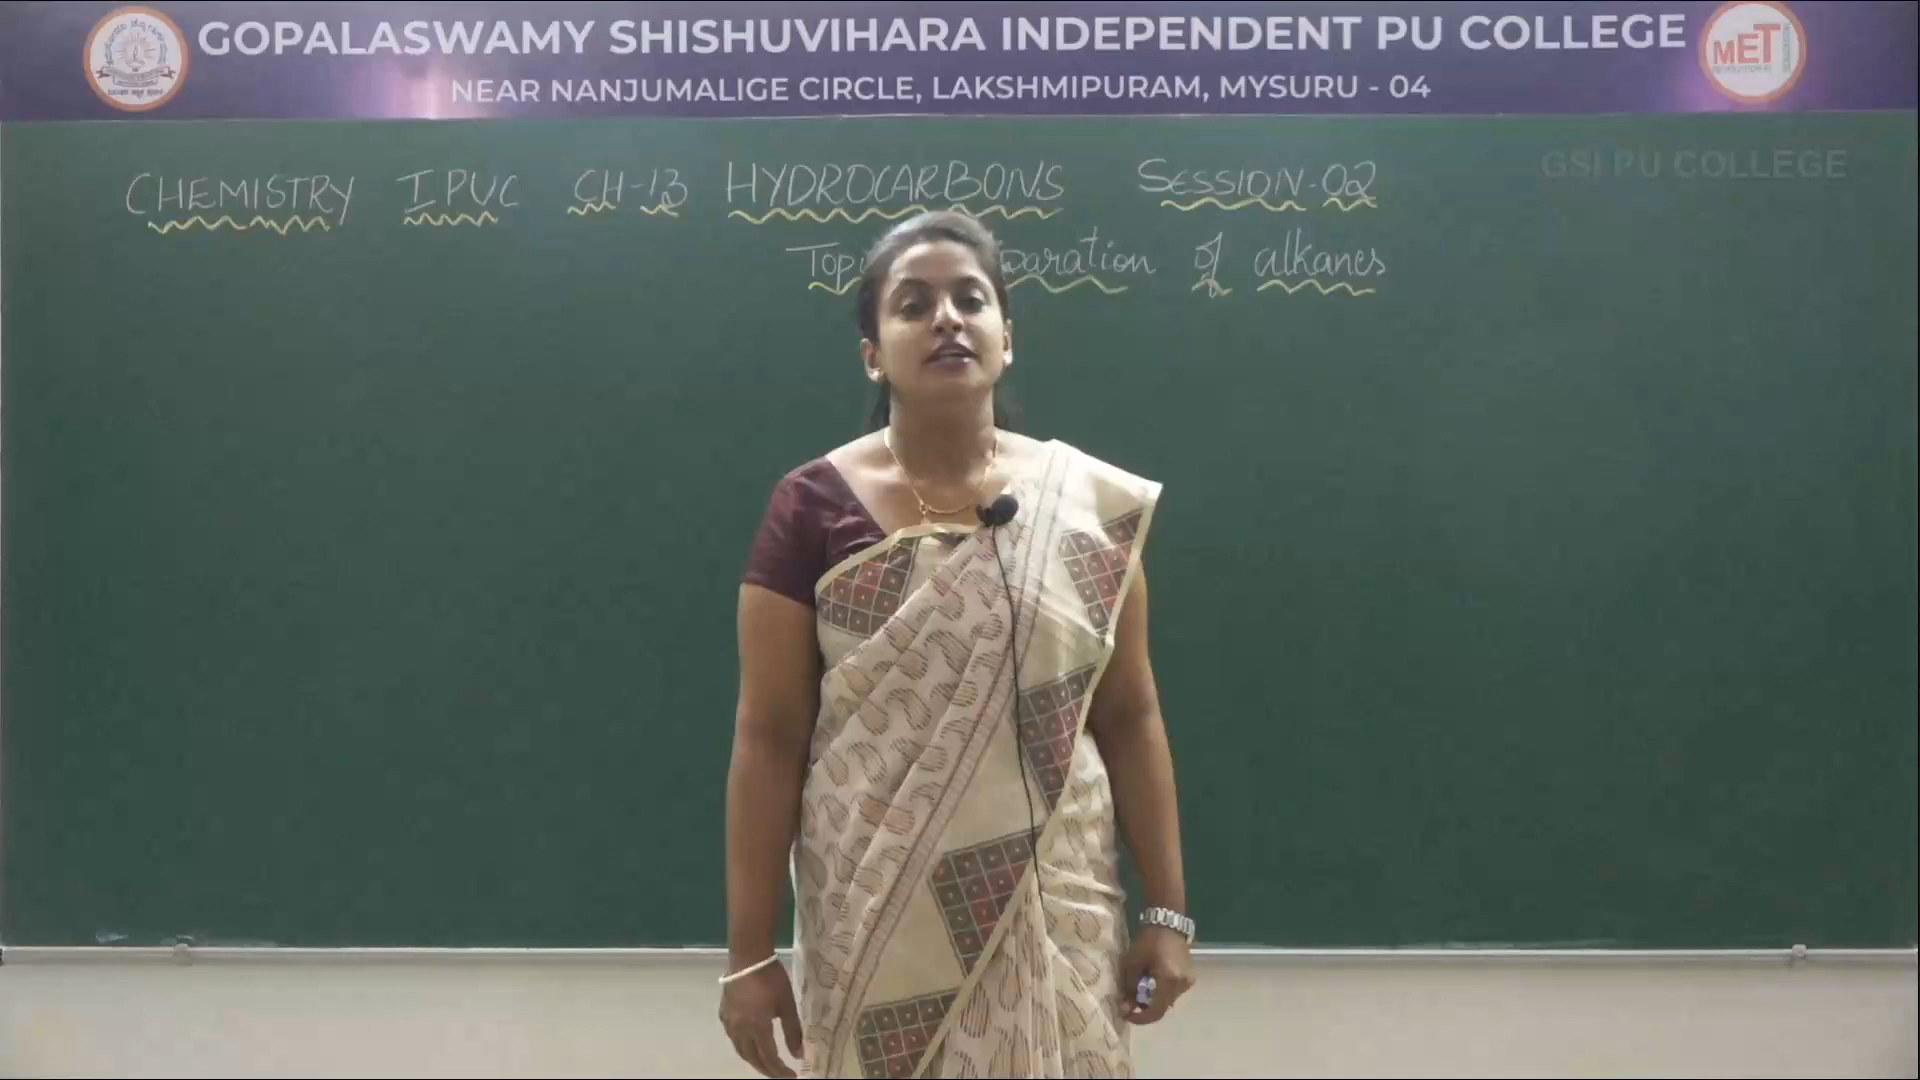 GOPALASWAMY SHISHUVIHARA INDEPENDENT PU COLLEGE
MET
NEAR NANJUMALIGE CIRCLE, LAKSHMIPURAM, MYSURU - 04
GSI PU COLLEGE
CHEMISTRY I PUC CH-13 HYDROCARBONS SESSION-02
of alkanes